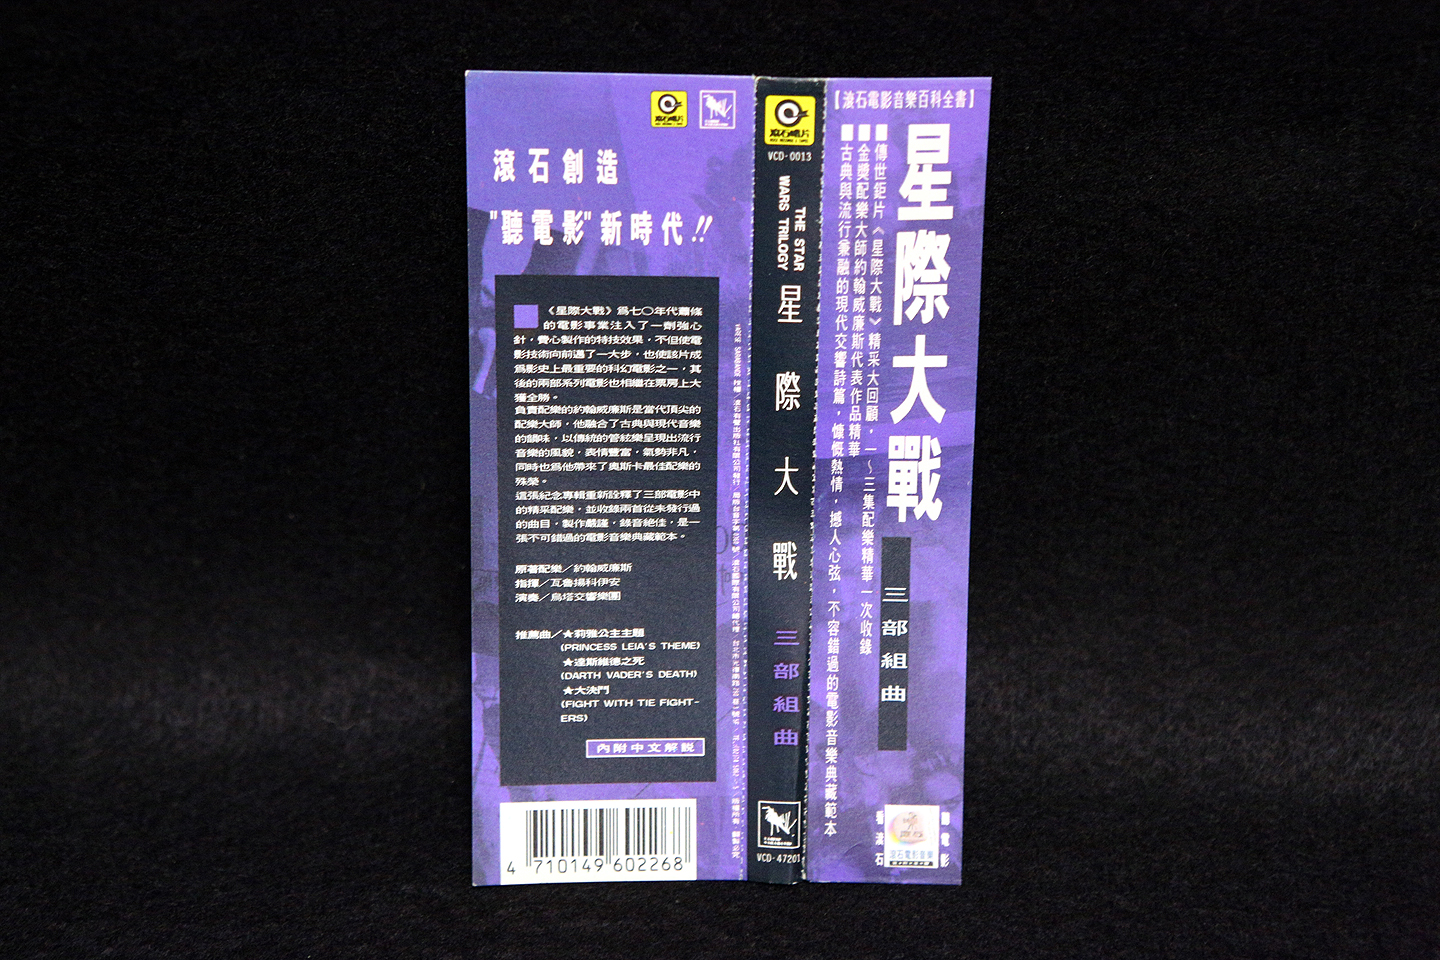 滾石創造
"聽電影"新時代!!
《星際大戰》為七〇年代蕭條
的電影事業注入了一劑強心
針，費心製作的特技效果，不但使電
影技術向前邁了一大步，也使該片成
為影史上最重要的科幻電影之一，其
後的兩部系列電影也相繼在票房上大
獲全勝。
負責配樂的約翰威廉斯是當代頂尖的
配樂大師，他融合了古典與現代音樂
的韻味，以傳統的管絃樂呈現出流行
音樂的風貌，表情豐富，氣勢非凡，
同時也為他帶來了奧斯卡最佳配樂的
殊榮。
這張紀念專輯重新詮釋了三部電影中
的精采配樂，並收錄兩首從未發行過
的曲目，製作嚴謹，錄音絕佳，是一
張不可錯過的電影音樂典藏範本。
原著配樂／約翰威廉斯
指揮／瓦魯揚科伊安
演奏／烏塔交響樂團
推薦曲／★莉雅公主主題
(PRINCESS LEIA'S THEME)
★達斯維德之死
(DARTH VADER'S DEATH)
★大決鬥
(FIGHT WITH TIE FIGHT-
ERS)
內附中文解說
4 710149 602268
滾石唱片
VCD-0013
THE STAR
WARS TRILOGY
星際大戰
三部組曲
VCD-47201
【滾石電影音樂百科全書】
星際大戰
三部組曲
■傳世鉅片《星際大戰》精采大回顧，一～三集配樂精華一次收錄
■金獎配樂大師約翰威廉斯代表作品精華
■古典與流行兼融的現代交響詩篇，慷慨熱情，撼人心弦，不容錯過的電影音樂典藏範本
滾石電影音樂